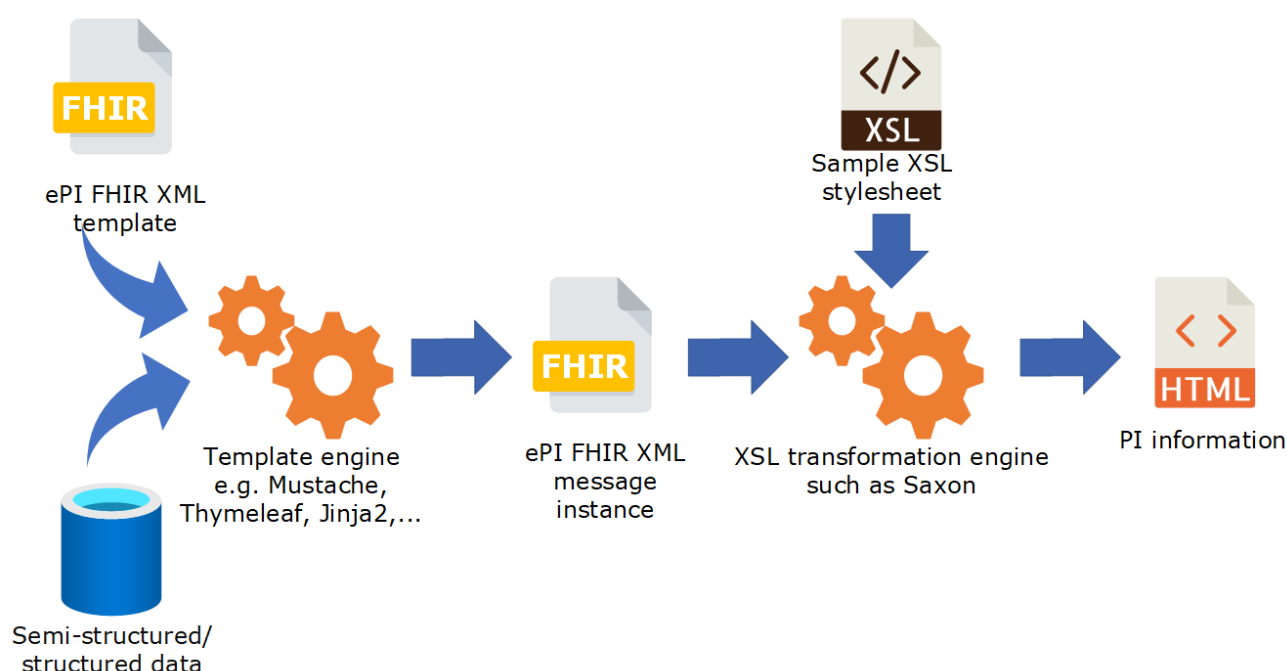 FHIR
ePI FHIR XML
template
</>
XSL
Sample XSL
stylesheet
Template engine
e.g. Mustache,
Thymeleaf, Jinja2,...
FHIR
ePI FHIR XML
message
instance
XSL transformation engine
such as Saxon
< >
HTML
PI information
Semi-structured/
structured data